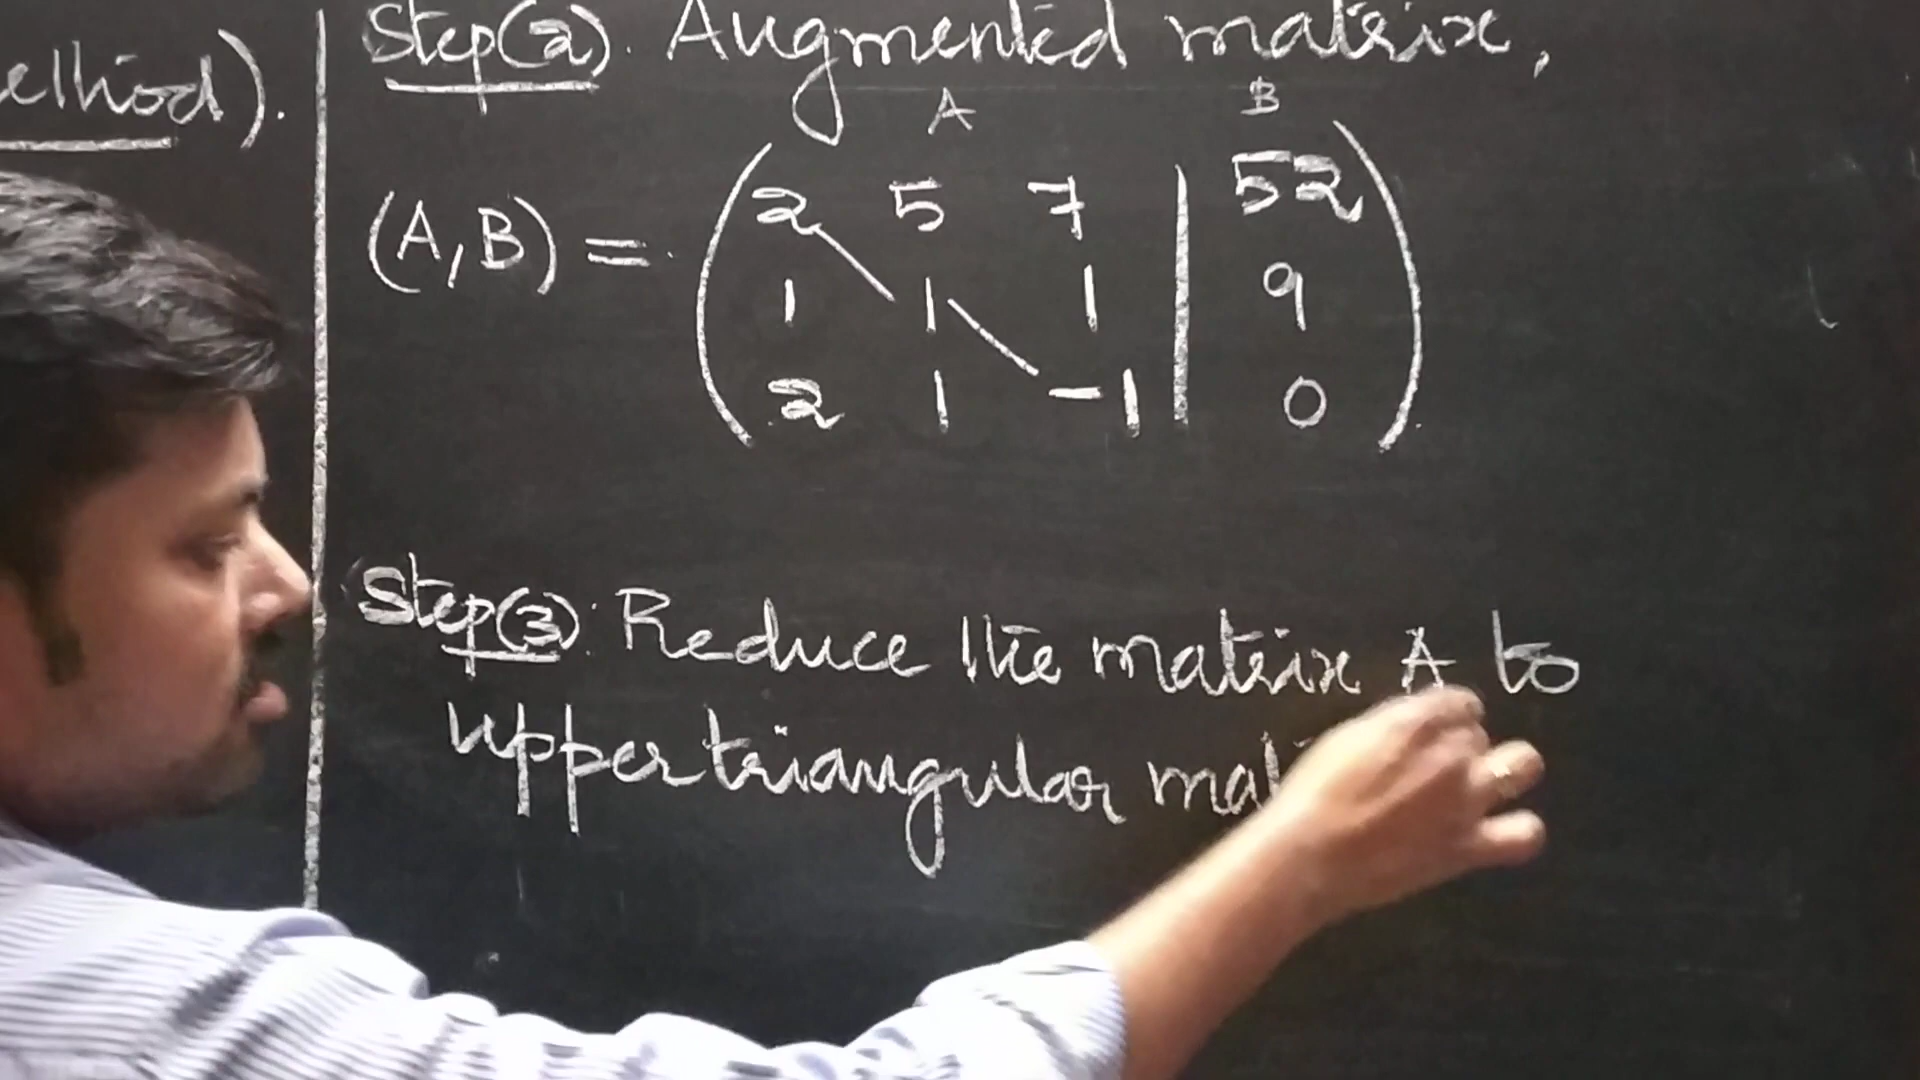 ethod).
Step(2). Augmented matrix,
A B
(A,B) =
2 5 7 | 52
1 1 1 | 9
2 1 -1 | 0
Step(3): Reduce the matrix A to
upper triangular mat